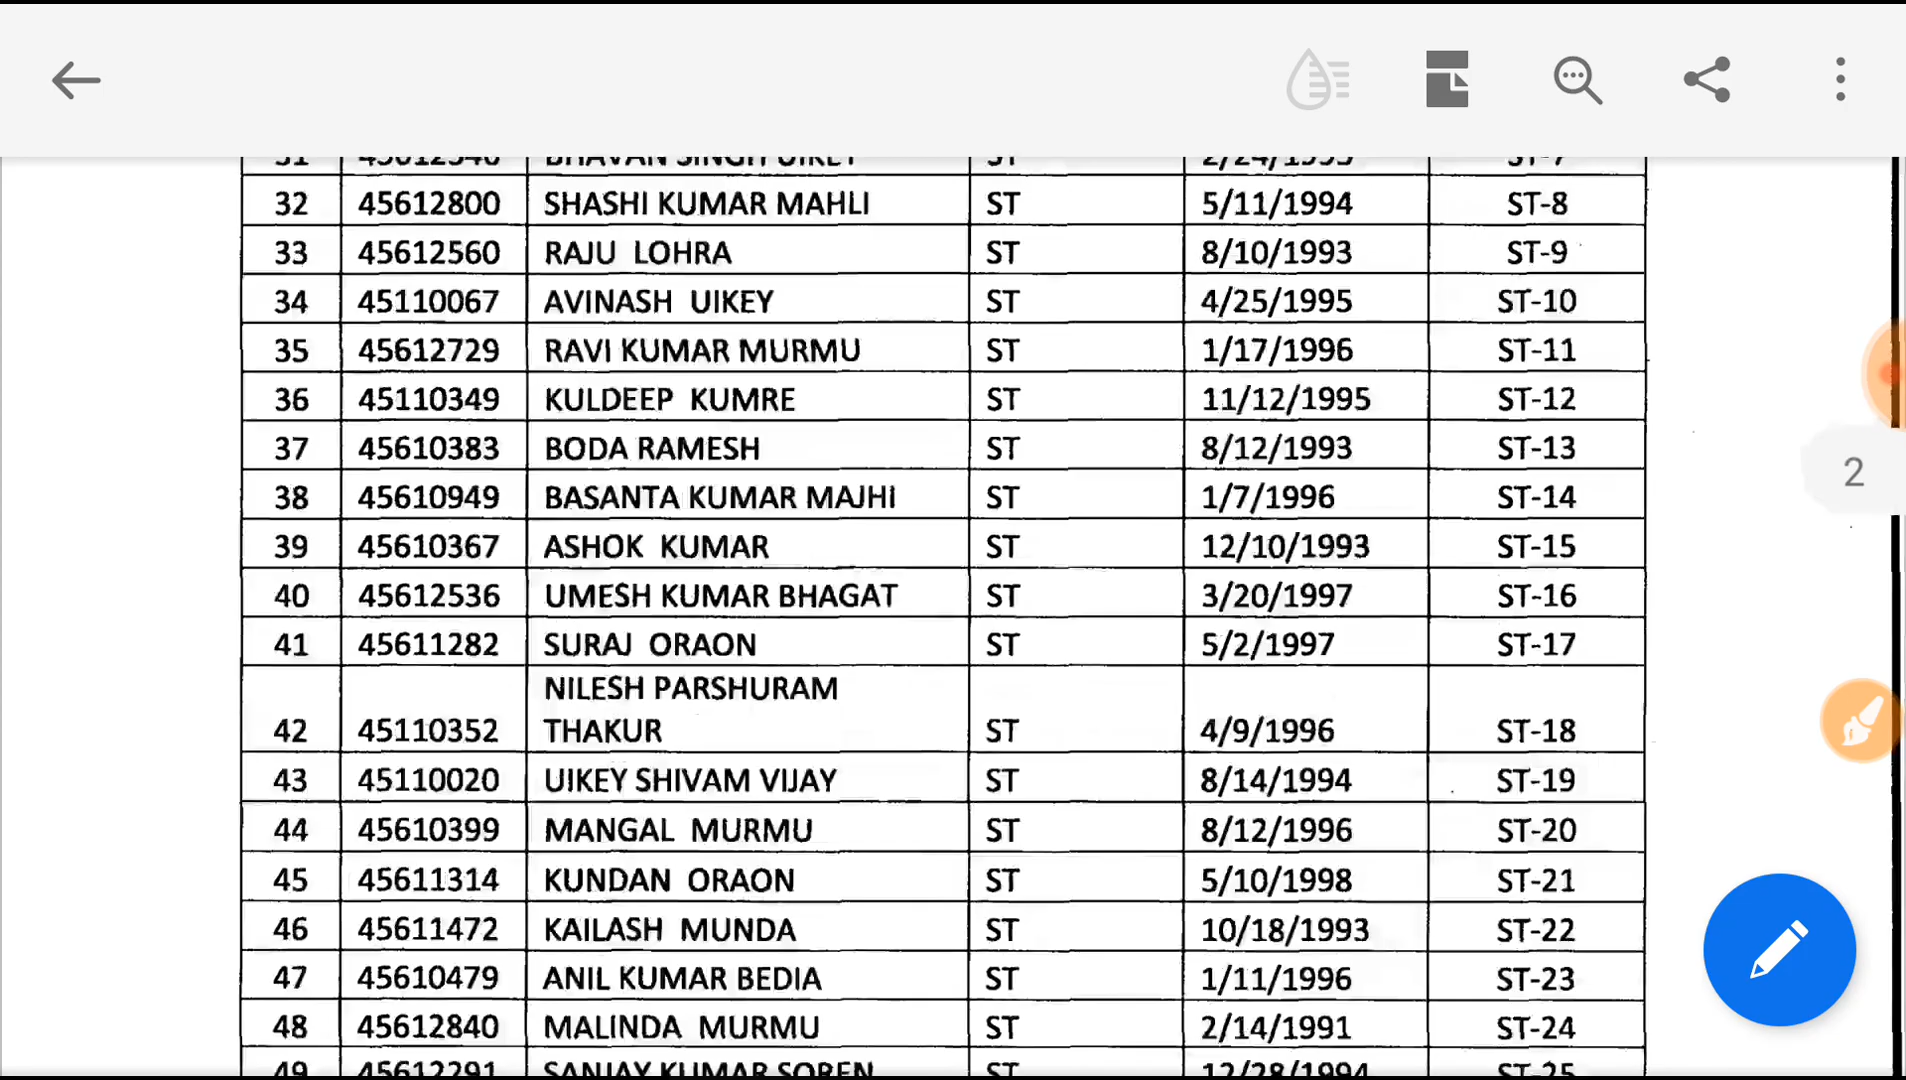 32 45612800 SHASHI KUMAR MAHLI ST 5/11/1994 ST-8
33 45612560 RAJU LOHRA ST 8/10/1993 ST-9
34 45110067 AVINASH UIKEY ST 4/25/1995 ST-10
35 45612729 RAVI KUMAR MURMU ST 1/17/1996 ST-11
36 45110349 KULDEEP KUMRE ST 11/12/1995 ST-12
37 45610383 BODA RAMESH ST 8/12/1993 ST-13
2
38 45610949 BASANTA KUMAR MAJHI ST 1/7/1996 ST-14
39 45610367 ASHOK KUMAR ST 12/10/1993 ST-15
40 45612536 UMESH KUMAR BHAGAT ST 3/20/1997 ST-16
41 45611282 SURAJ ORAON ST 5/2/1997 ST-17
NILESH PARSHURAM
42 45110352 THAKUR ST 4/9/1996 ST-18
43 45110020 UIKEY SHIVAM VIJAY ST 8/14/1994 ST-19
44 45610399 MANGAL MURMU ST 8/12/1996 ST-20
45 45611314 KUNDAN ORAON ST 5/10/1998 ST-21
46 45611472 KAILASH MUNDA ST 10/18/1993 ST-22
47 45610479 ANIL KUMAR BEDIA ST 1/11/1996 ST-23
48 45612840 MALINDA MURMU ST 2/14/1991 ST-24
49 45612291 SANJAY KUMAR SOREN ST 12/28/1994 ST-25